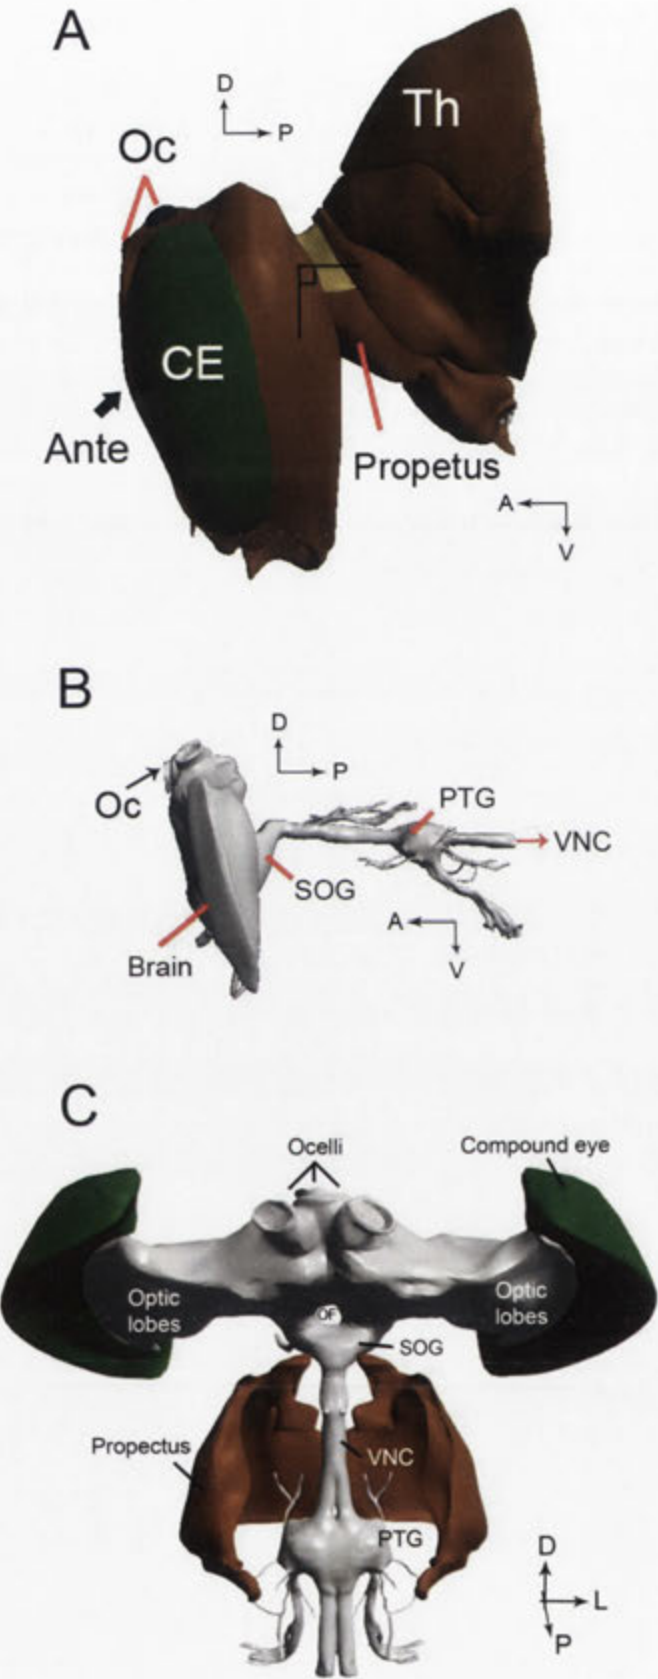 A
D
P
Th
Oc
CE
Ante
Propetus
A
V
B
D
P
Oc
PTG
VNC
SOG
A
V
Brain
C
Ocelli
Compound eye
Optic
lobes
OF
Optic
lobes
SOG
Propectus
VNC
PTG
D
L
P